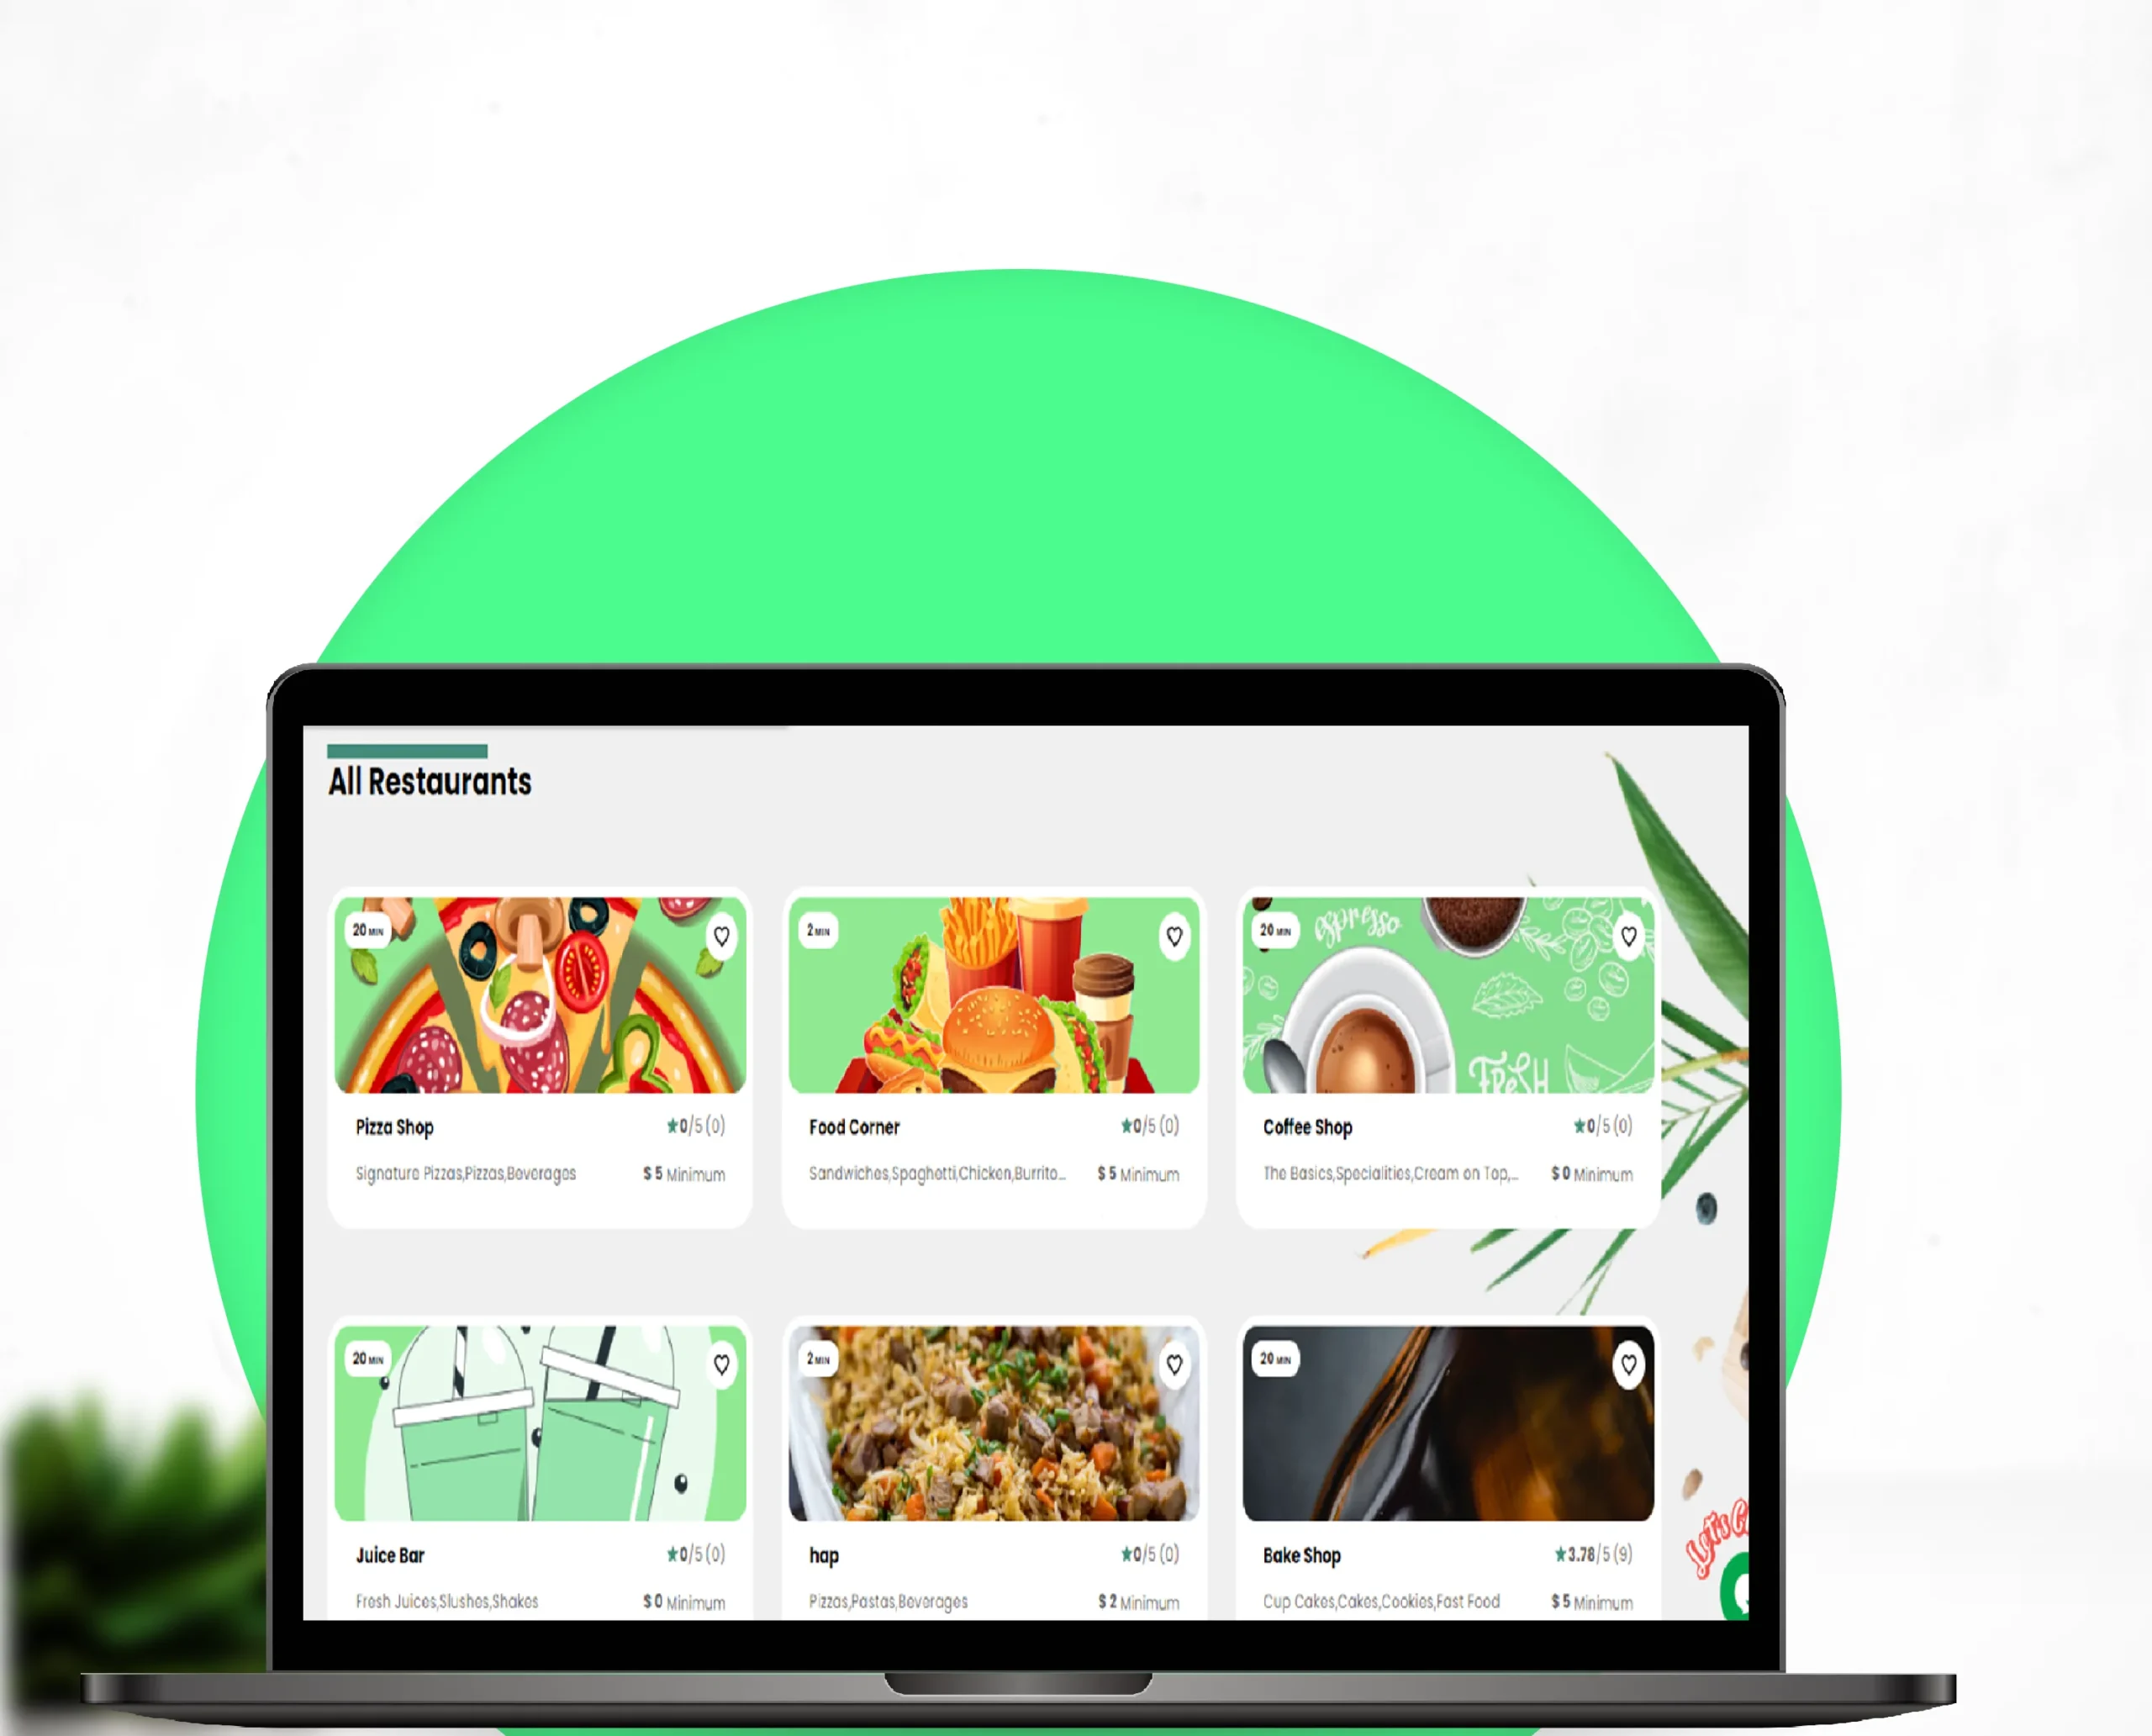 All Restaurants
20 MIN
2 MIN
espresso
20 MIN
FRESH
Pizza Shop ★0/5 (0)
Signature Pizzas,Pizzas,Beverages $ 5 Minimum
Food Corner ★0/5 (0)
Sandwiches,Spaghetti,Chicken,Burrito... $ 5 Minimum
Coffee Shop ★0/5 (0)
The Basics,Specialities,Cream on Top,... $ 0 Minimum
20 MIN
2 MIN
20 MIN
Juice Bar ★0/5 (0)
Fresh Juices,Slushes,Shakes $ 0 Minimum
hap ★0/5 (0)
Pizzas,Pastas,Beverages $ 2 Minimum
Bake Shop ★3.78/5 (9)
Cup Cakes,Cakes,Cookies,Fast Food $ 5 Minimum
Let's